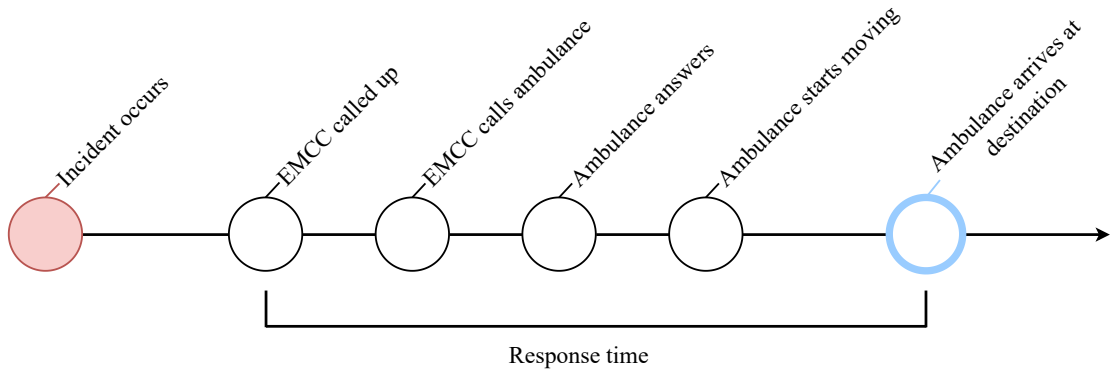 Incident occurs
EMCC called up
EMCC calls ambulance
Ambulance answers
Ambulance starts moving
Ambulance arrives at
destination
Response time